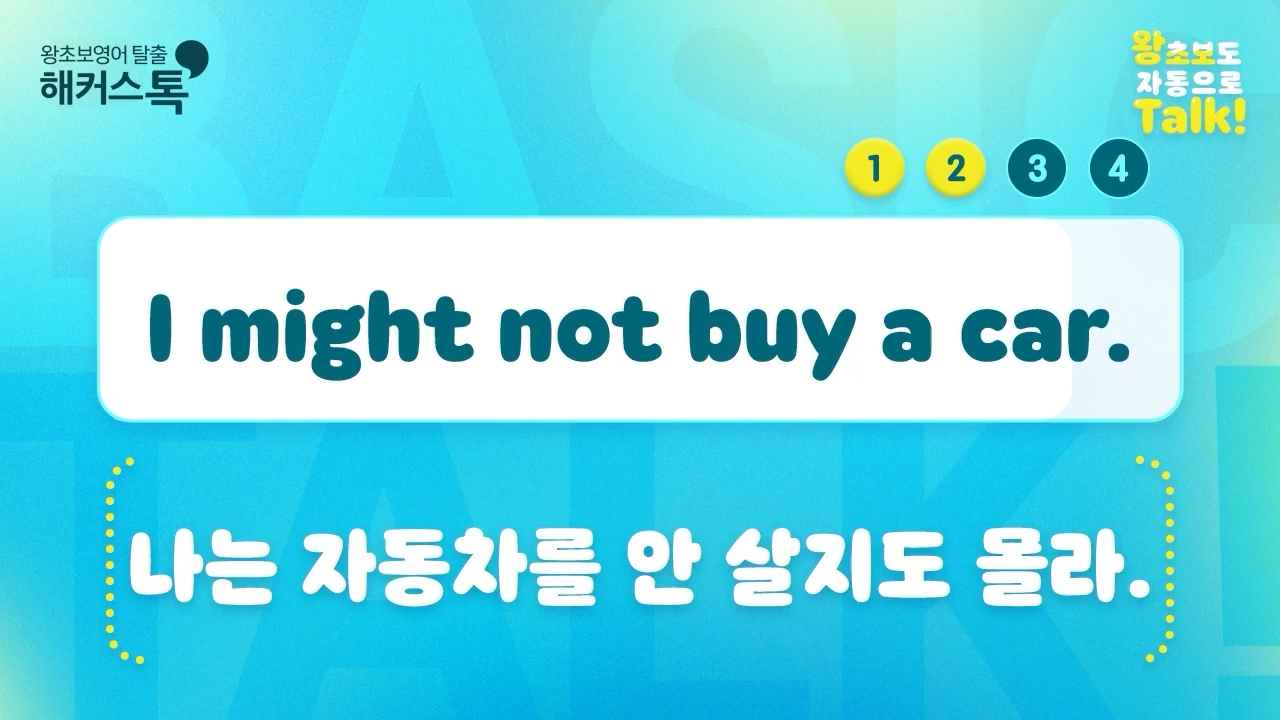 왕초보영어 탈출
해커스톡
왕초보도
자동으로
Talk!
1 2 3 4
I might not buy a car.
나는 자동차를 안 살지도 몰라.
BASIC
TALK!